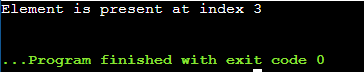 Element is present at index 3
...Program finished with exit code 0